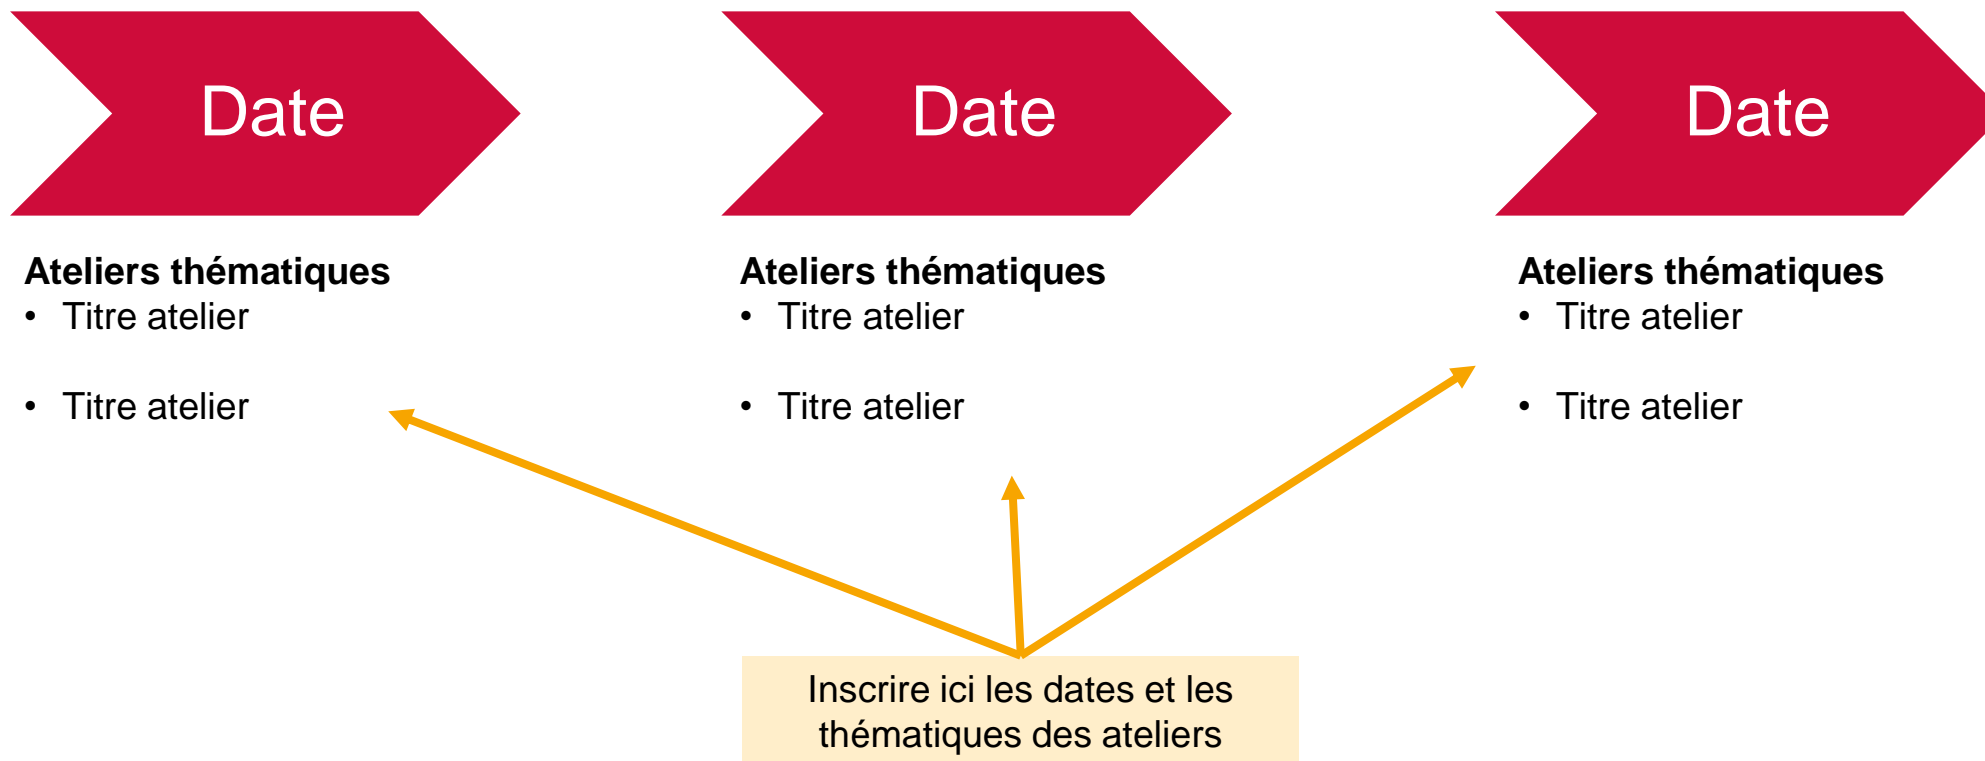 Date
Ateliers thématiques
• Titre atelier
• Titre atelier
Date
Ateliers thématiques
• Titre atelier
• Titre atelier
Date
Ateliers thématiques
• Titre atelier
• Titre atelier
Inscrire ici les dates et les
thématiques des ateliers